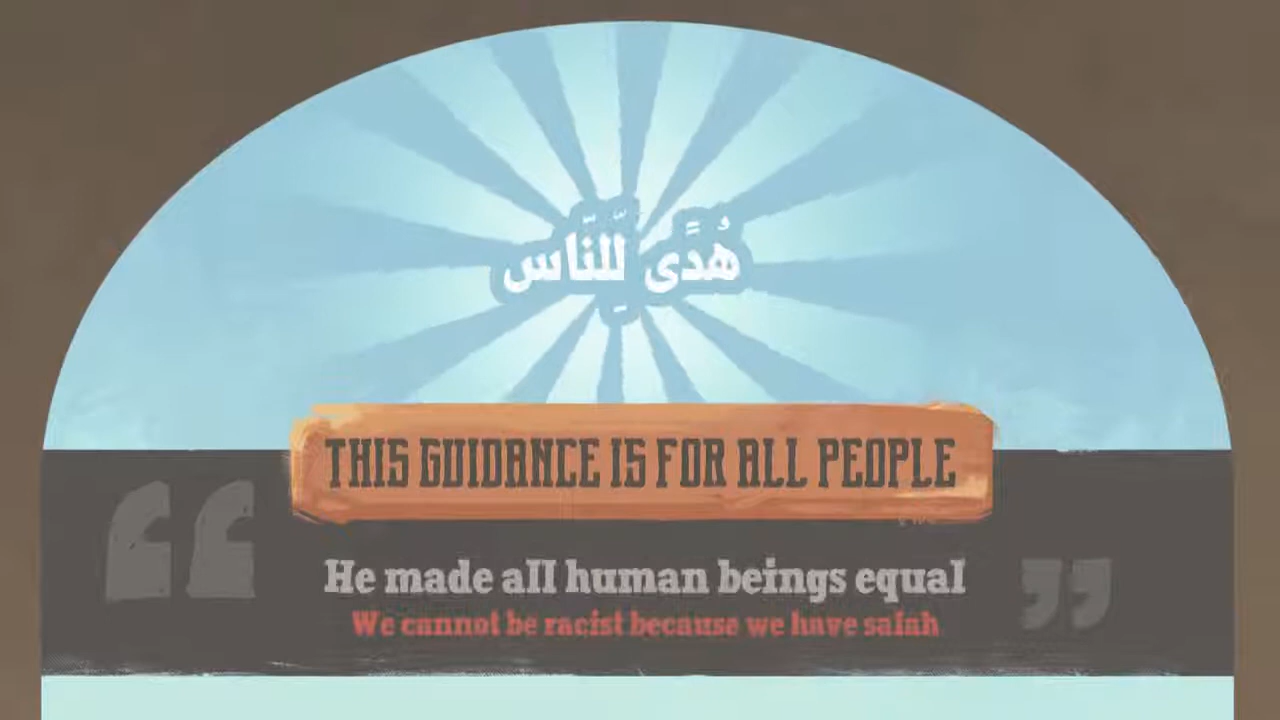 هُدًى لِّلنَّاسِ
THIS GUIDANCE IS FOR ALL PEOPLE
He made all human beings equal
We cannot be racist because we have salah